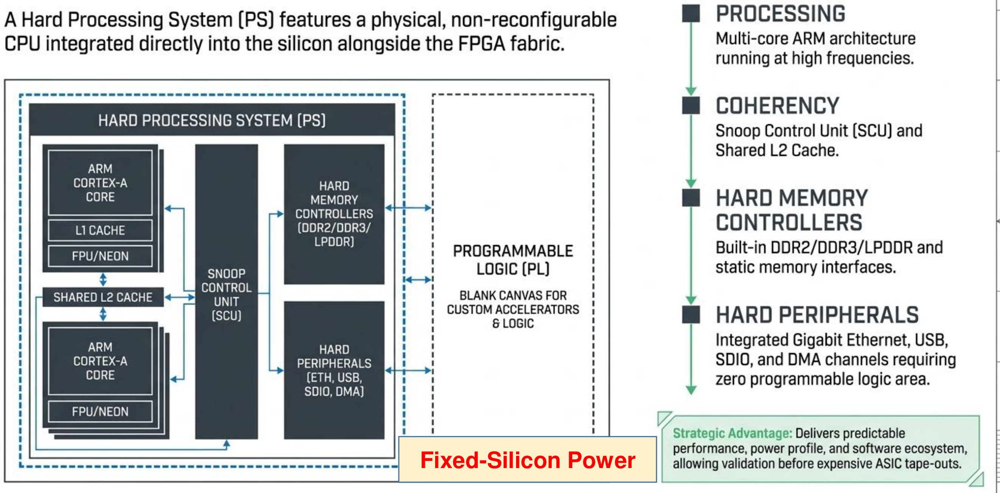 A Hard Processing System (PS) features a physical, non-reconfigurable
CPU integrated directly into the silicon alongside the FPGA fabric.
HARD PROCESSING SYSTEM (PS)
ARM
CORTEX-A
CORE
L1 CACHE
FPU/NEON
SHARED L2 CACHE
ARM
CORTEX-A
CORE
FPU/NEON
SNOOP
CONTROL
UNIT
(SCU)
HARD
MEMORY
CONTROLLERS
(DDR2/DDR3/
LPDDR)
HARD
PERIPHERALS
(ETH, USB,
SDIO, DMA)
PROGRAMMABLE
LOGIC (PL)
BLANK CANVAS FOR
CUSTOM ACCELERATORS
& LOGIC
Fixed-Silicon Power
PROCESSING
Multi-core ARM architecture
running at high frequencies.
COHERENCY
Snoop Control Unit (SCU) and
Shared L2 Cache.
HARD MEMORY
CONTROLLERS
Built-in DDR2/DDR3/LPDDR and
static memory interfaces.
HARD PERIPHERALS
Integrated Gigabit Ethernet, USB,
SDIO, and DMA channels requiring
zero programmable logic area.
Strategic Advantage: Delivers predictable
performance, power profile, and software ecosystem,
allowing validation before expensive ASIC tape-outs.